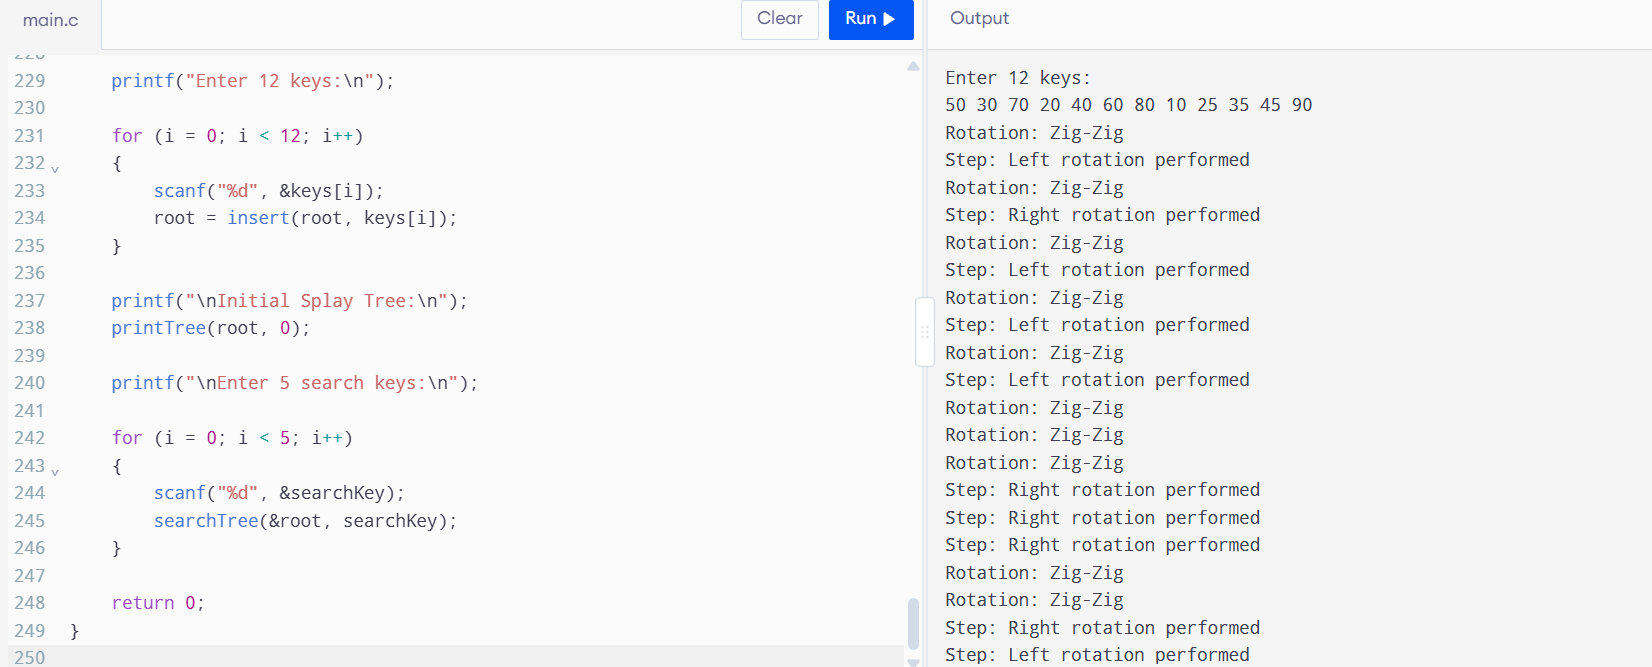 main.c
Clear
Run
229 printf("Enter 12 keys:\n");
230
231 for (i = 0; i < 12; i++)
232 {
233 scanf("%d", &keys[i]);
234 root = insert(root, keys[i]);
235 }
236
237 printf("\nInitial Splay Tree:\n");
238 printTree(root, 0);
239
240 printf("\nEnter 5 search keys:\n");
241
242 for (i = 0; i < 5; i++)
243 {
244 scanf("%d", &searchKey);
245 searchTree(&root, searchKey);
246 }
247
248 return 0;
249 }
250
Output
Enter 12 keys:
50 30 70 20 40 60 80 10 25 35 45 90
Rotation: Zig-Zig
Step: Left rotation performed
Rotation: Zig-Zig
Step: Right rotation performed
Rotation: Zig-Zig
Step: Left rotation performed
Rotation: Zig-Zig
Step: Left rotation performed
Rotation: Zig-Zig
Step: Left rotation performed
Rotation: Zig-Zig
Rotation: Zig-Zig
Rotation: Zig-Zig
Step: Right rotation performed
Step: Right rotation performed
Step: Right rotation performed
Rotation: Zig-Zig
Rotation: Zig-Zig
Step: Right rotation performed
Step: Left rotation performed